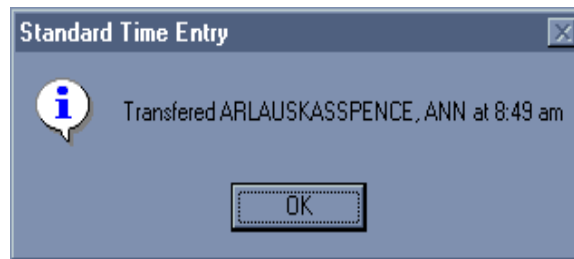 Standard Time Entry
Transfered ARLAUSKASSPENCE, ANN at 8:49 am
OK